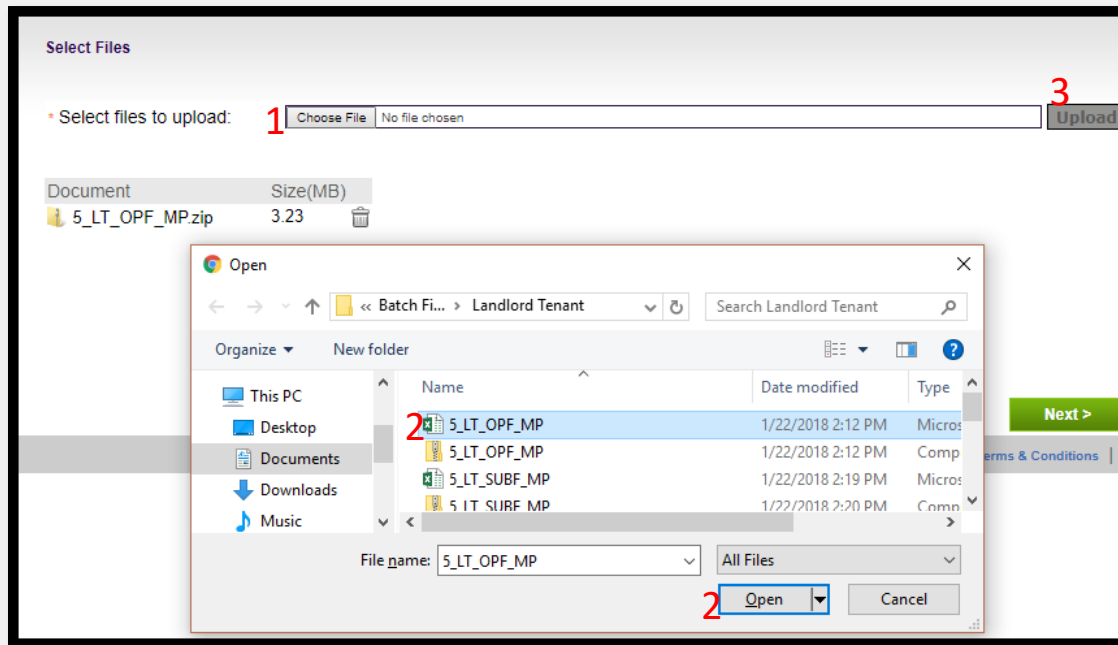 Select Files
3
* Select files to upload: 1 Choose File No file chosen Upload
Document Size(MB)
5_LT_OPF_MP.zip 3.23
Open
« Batch Fi... › Landlord Tenant Search Landlord Tenant
Organize New folder ?
This PC Name Date modified Type
Desktop 2 5_LT_OPF_MP 1/22/2018 2:12 PM Micros
Documents 5_LT_OPF_MP 1/22/2018 2:12 PM Comp
Downloads 5_LT_SUBF_MP 1/22/2018 2:19 PM Micros
Music 5_LT_SUBF_MP 1/22/2018 2:20 PM Comp
Next >
erms & Conditions |
File name: 5_LT_OPF_MP All Files
2 Open Cancel